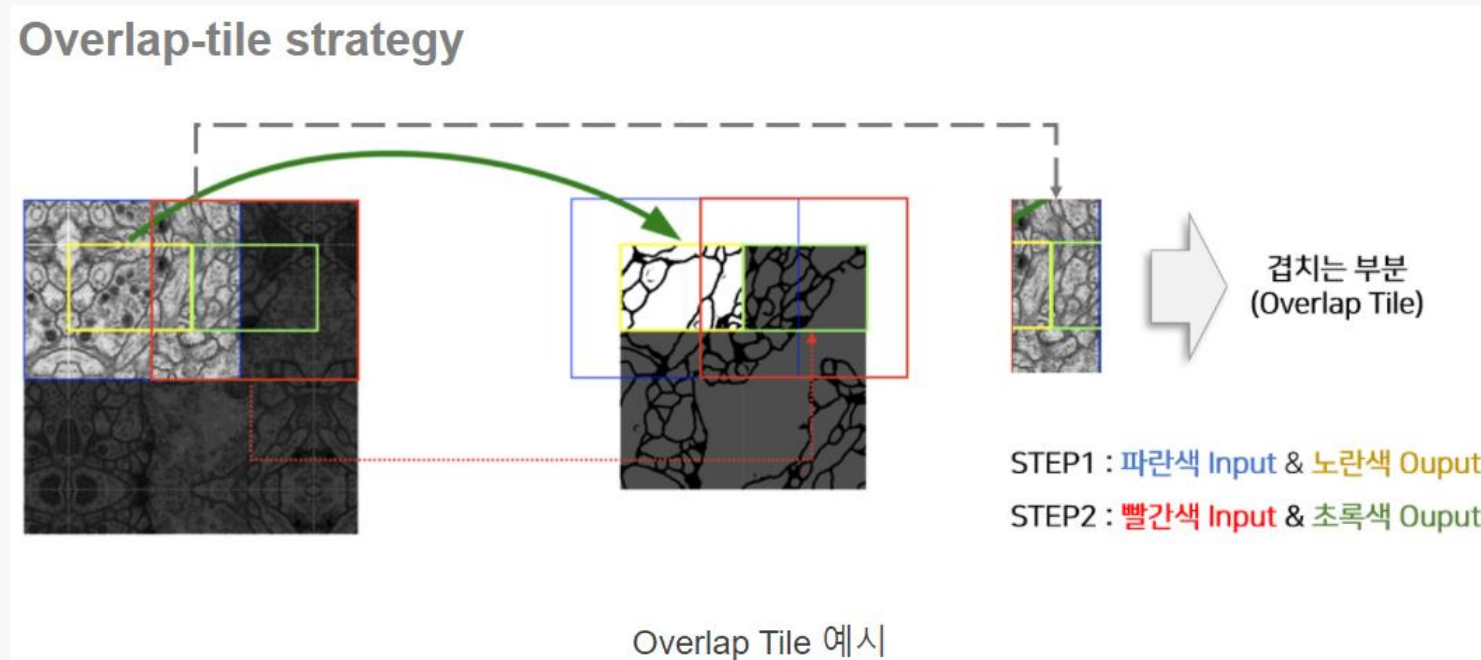 Overlap-tile strategy
겹치는 부분
(Overlap Tile)
STEP1 : 파란색 Input & 노란색 Ouput
STEP2 : 빨간색 Input & 초록색 Ouput
Overlap Tile 예시